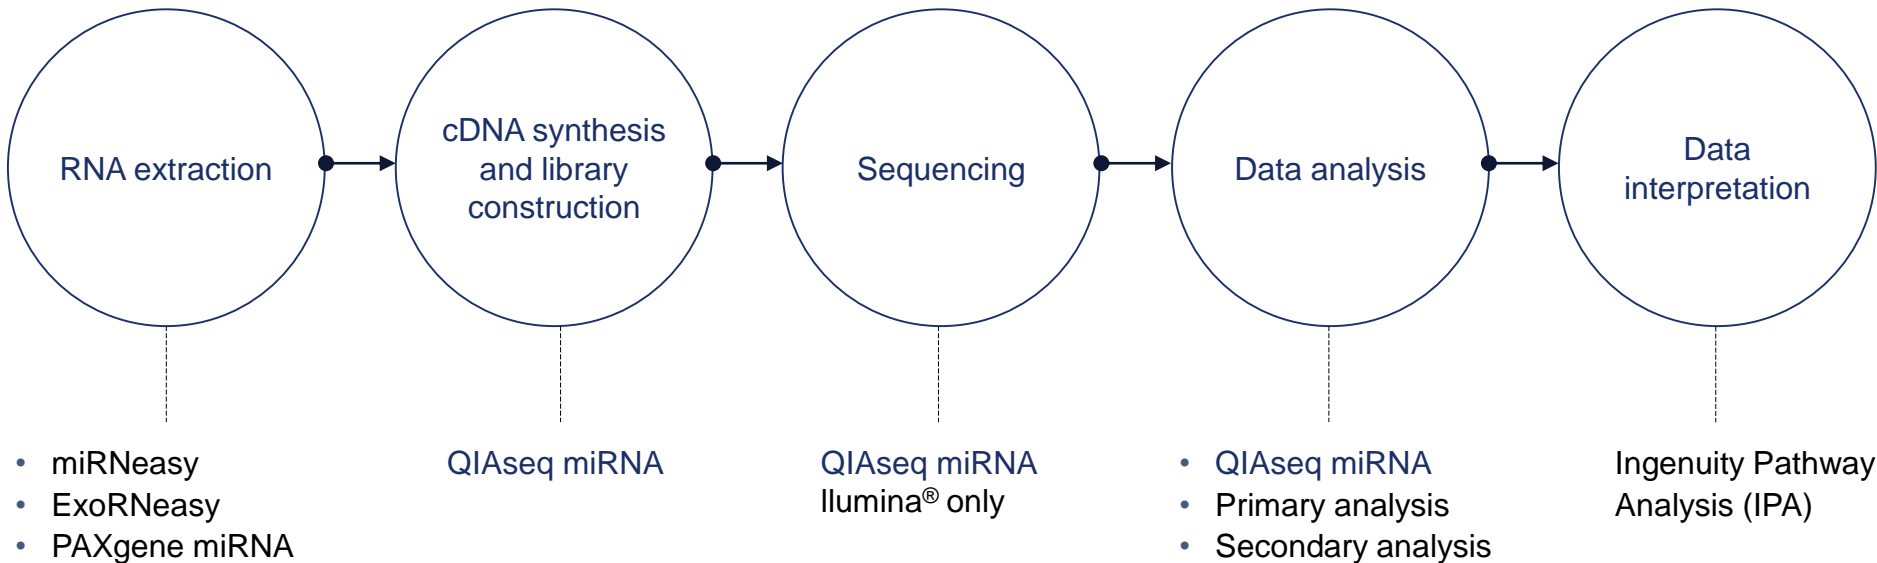 RNA extraction
cDNA synthesis
and library
construction
Sequencing
Data analysis
Data
interpretation
• miRNeasy
• ExoRNeasy
• PAXgene miRNA
QIAseq miRNA
QIAseq miRNA
llumina® only
• QIAseq miRNA
• Primary analysis
• Secondary analysis
Ingenuity Pathway
Analysis (IPA)